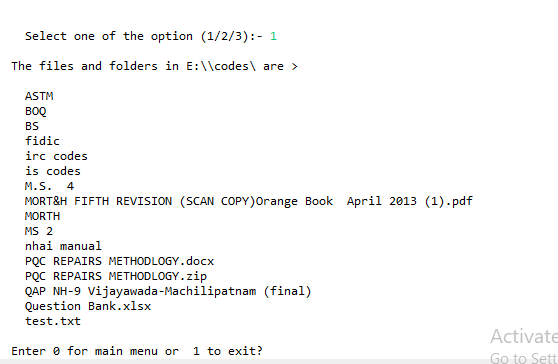 Select one of the option (1/2/3):- 1
The files and folders in E:\\codes\ are >
ASTM
BOQ
BS
fidic
irc codes
is codes
M.S.  4
MORT&H FIFTH REVISION (SCAN COPY)Orange Book  April 2013 (1).pdf
MORTH
MS 2
nhai manual
PQC REPAIRS METHODLOGY.docx
PQC REPAIRS METHODLOGY.zip
QAP NH-9 Vijayawada-Machilipatnam (final)
Question Bank.xlsx
test.txt
Activate
Enter 0 for main menu or  1 to exit?
Go to Sett